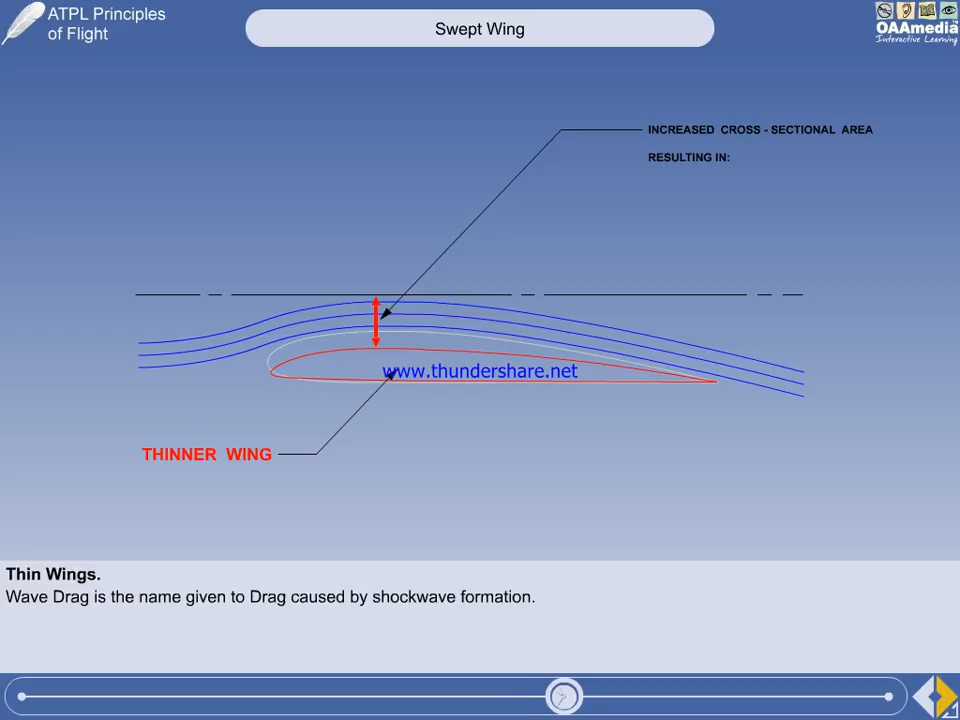 ATPL Principles
of Flight
Swept Wing
OAAmedia
Interactive Learning
INCREASED CROSS - SECTIONAL AREA
RESULTING IN:
www.thundershare.net
THINNER WING
Thin Wings.
Wave Drag is the name given to Drag caused by shockwave formation.